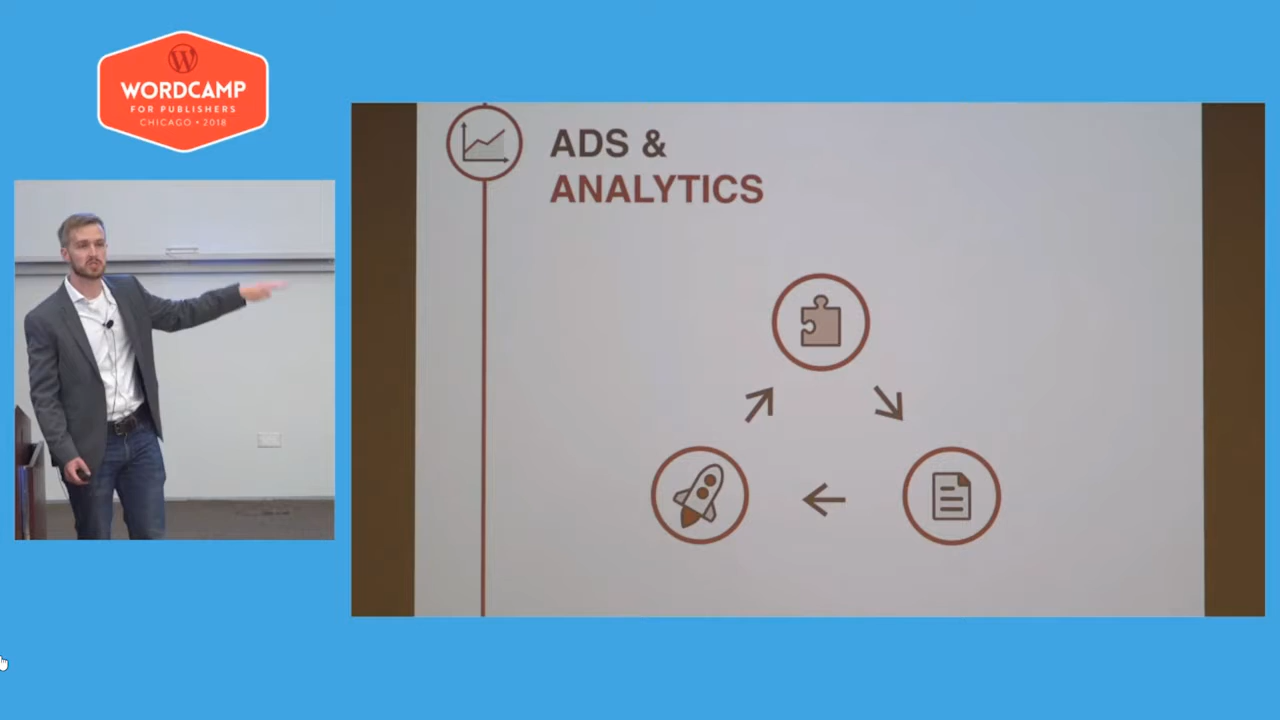 WORDCAMP
FOR PUBLISHERS
CHICAGO • 2018
ADS &
ANALYTICS